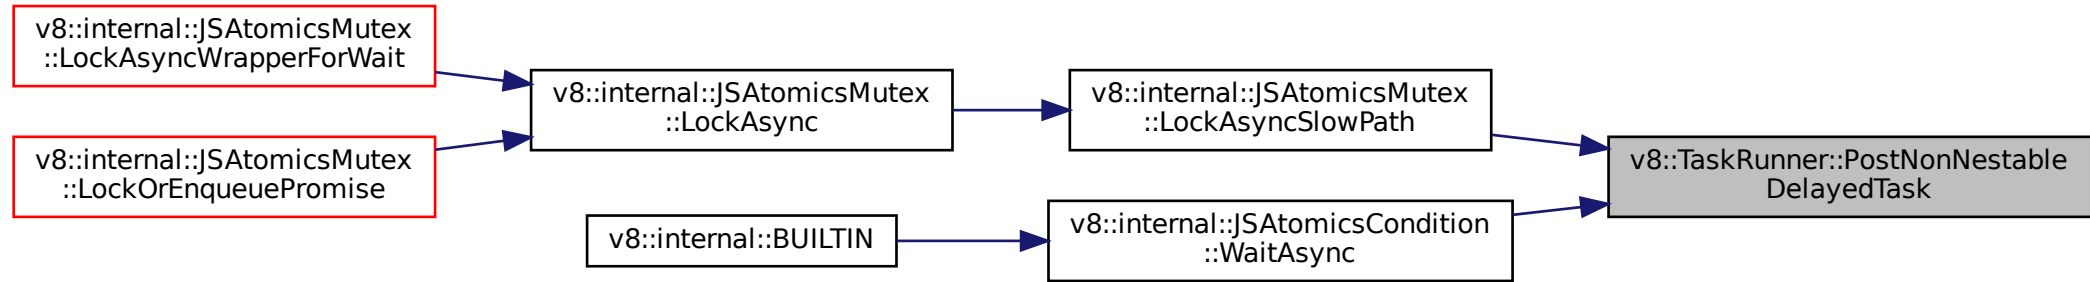 v8::internal::JSAtomicsMutex
::LockAsyncWrapperForWait
v8::internal::JSAtomicsMutex
::LockOrEnqueuePromise
v8::internal::JSAtomicsMutex
::LockAsync
v8::internal::BUILTIN
v8::internal::JSAtomicsMutex
::LockAsyncSlowPath
v8::internal::JSAtomicsCondition
::WaitAsync
v8::TaskRunner::PostNonNestable
DelayedTask